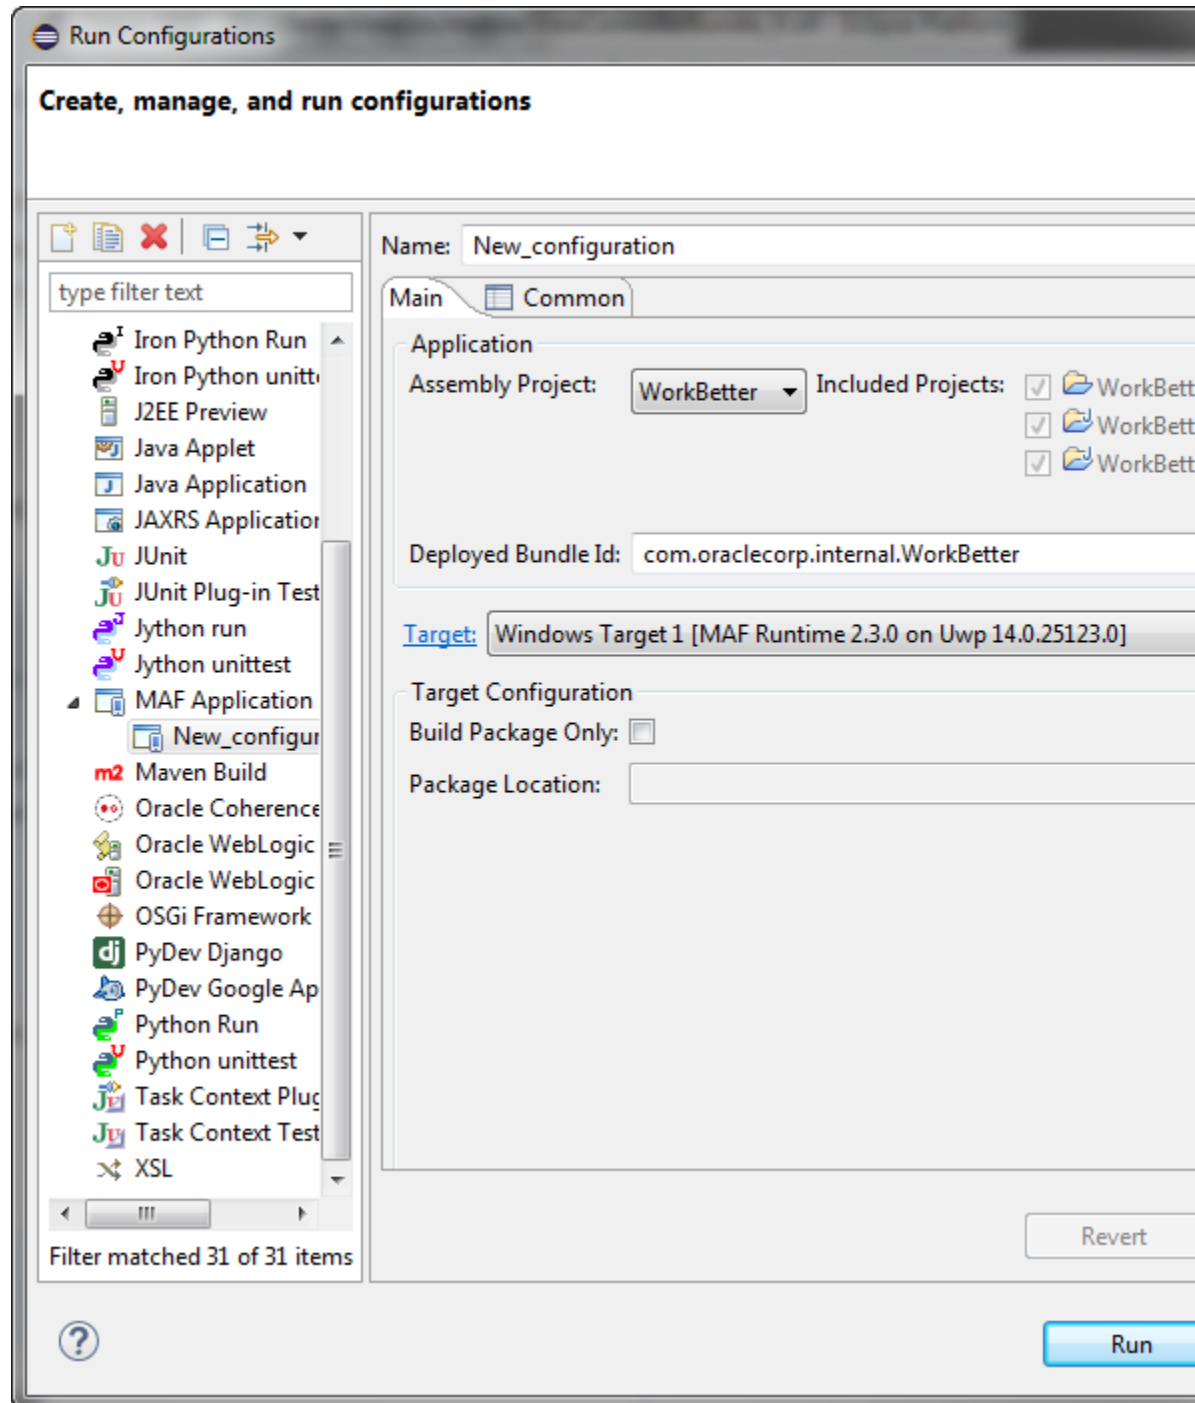 Run Configurations
Create, manage, and run configurations
type filter text
Iron Python Run
Iron Python unitt
J2EE Preview
Java Applet
Java Application
JAXRS Application
JUnit
JUnit Plug-in Test
Jython run
Jython unittest
MAF Application
New_configur
Maven Build
Oracle Coherence
Oracle WebLogic
Oracle WebLogic
OSGi Framework
PyDev Django
PyDev Google Ap
Python Run
Python unittest
Task Context Plug
Task Context Test
XSL
Filter matched 31 of 31 items
Name: New_configuration
Main Common
Application
Assembly Project: WorkBetter Included Projects: WorkBett
WorkBett
WorkBett
Deployed Bundle Id: com.oraclecorp.internal.WorkBetter
Target: Windows Target 1 [MAF Runtime 2.3.0 on Uwp 14.0.25123.0]
Target Configuration
Build Package Only:
Package Location:
Revert
Run